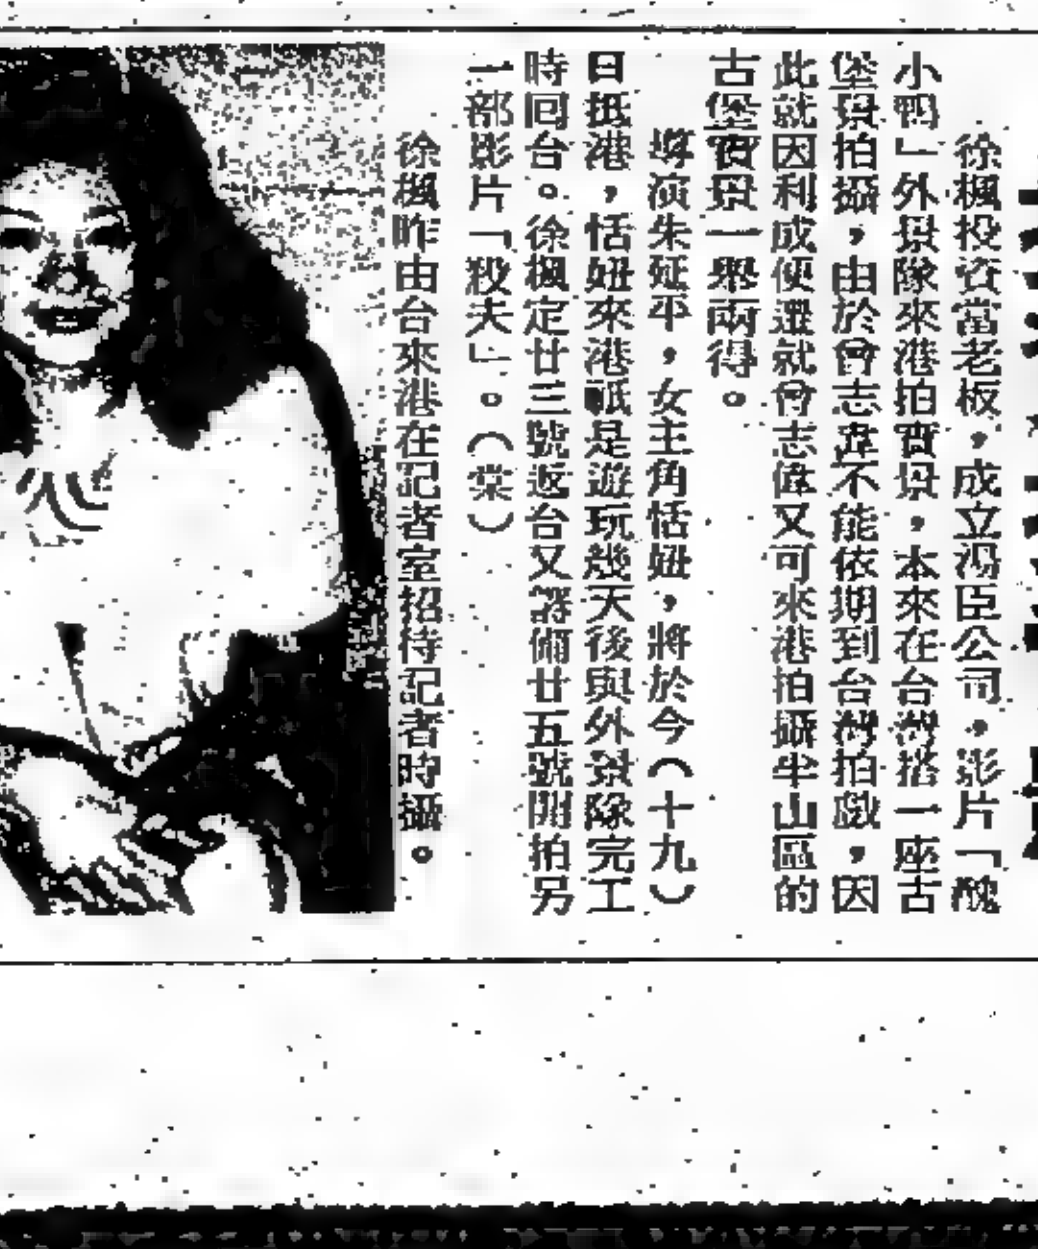 徐楓投資當老板，成立湯臣公司，影片「醜
小鴨」外景隊來港拍實景，本來在台灣搭一座古
堡景拍攝，由於曾志偉不能依期到台灣拍戲，因
此就因利成便遷就曾志偉又可來港拍攝半山區的
古堡夜景一舉兩得。
導演朱延平，女主角恬妞，將於今（十九）
日抵港，恬妞來港祇是遊玩幾天後與外景隊完工
時回台。徐楓定廿三號返台又籌備廿五號開拍另
一部影片「殺夫」。（棠）
徐楓昨由台來港在記者室招待記者時攝。